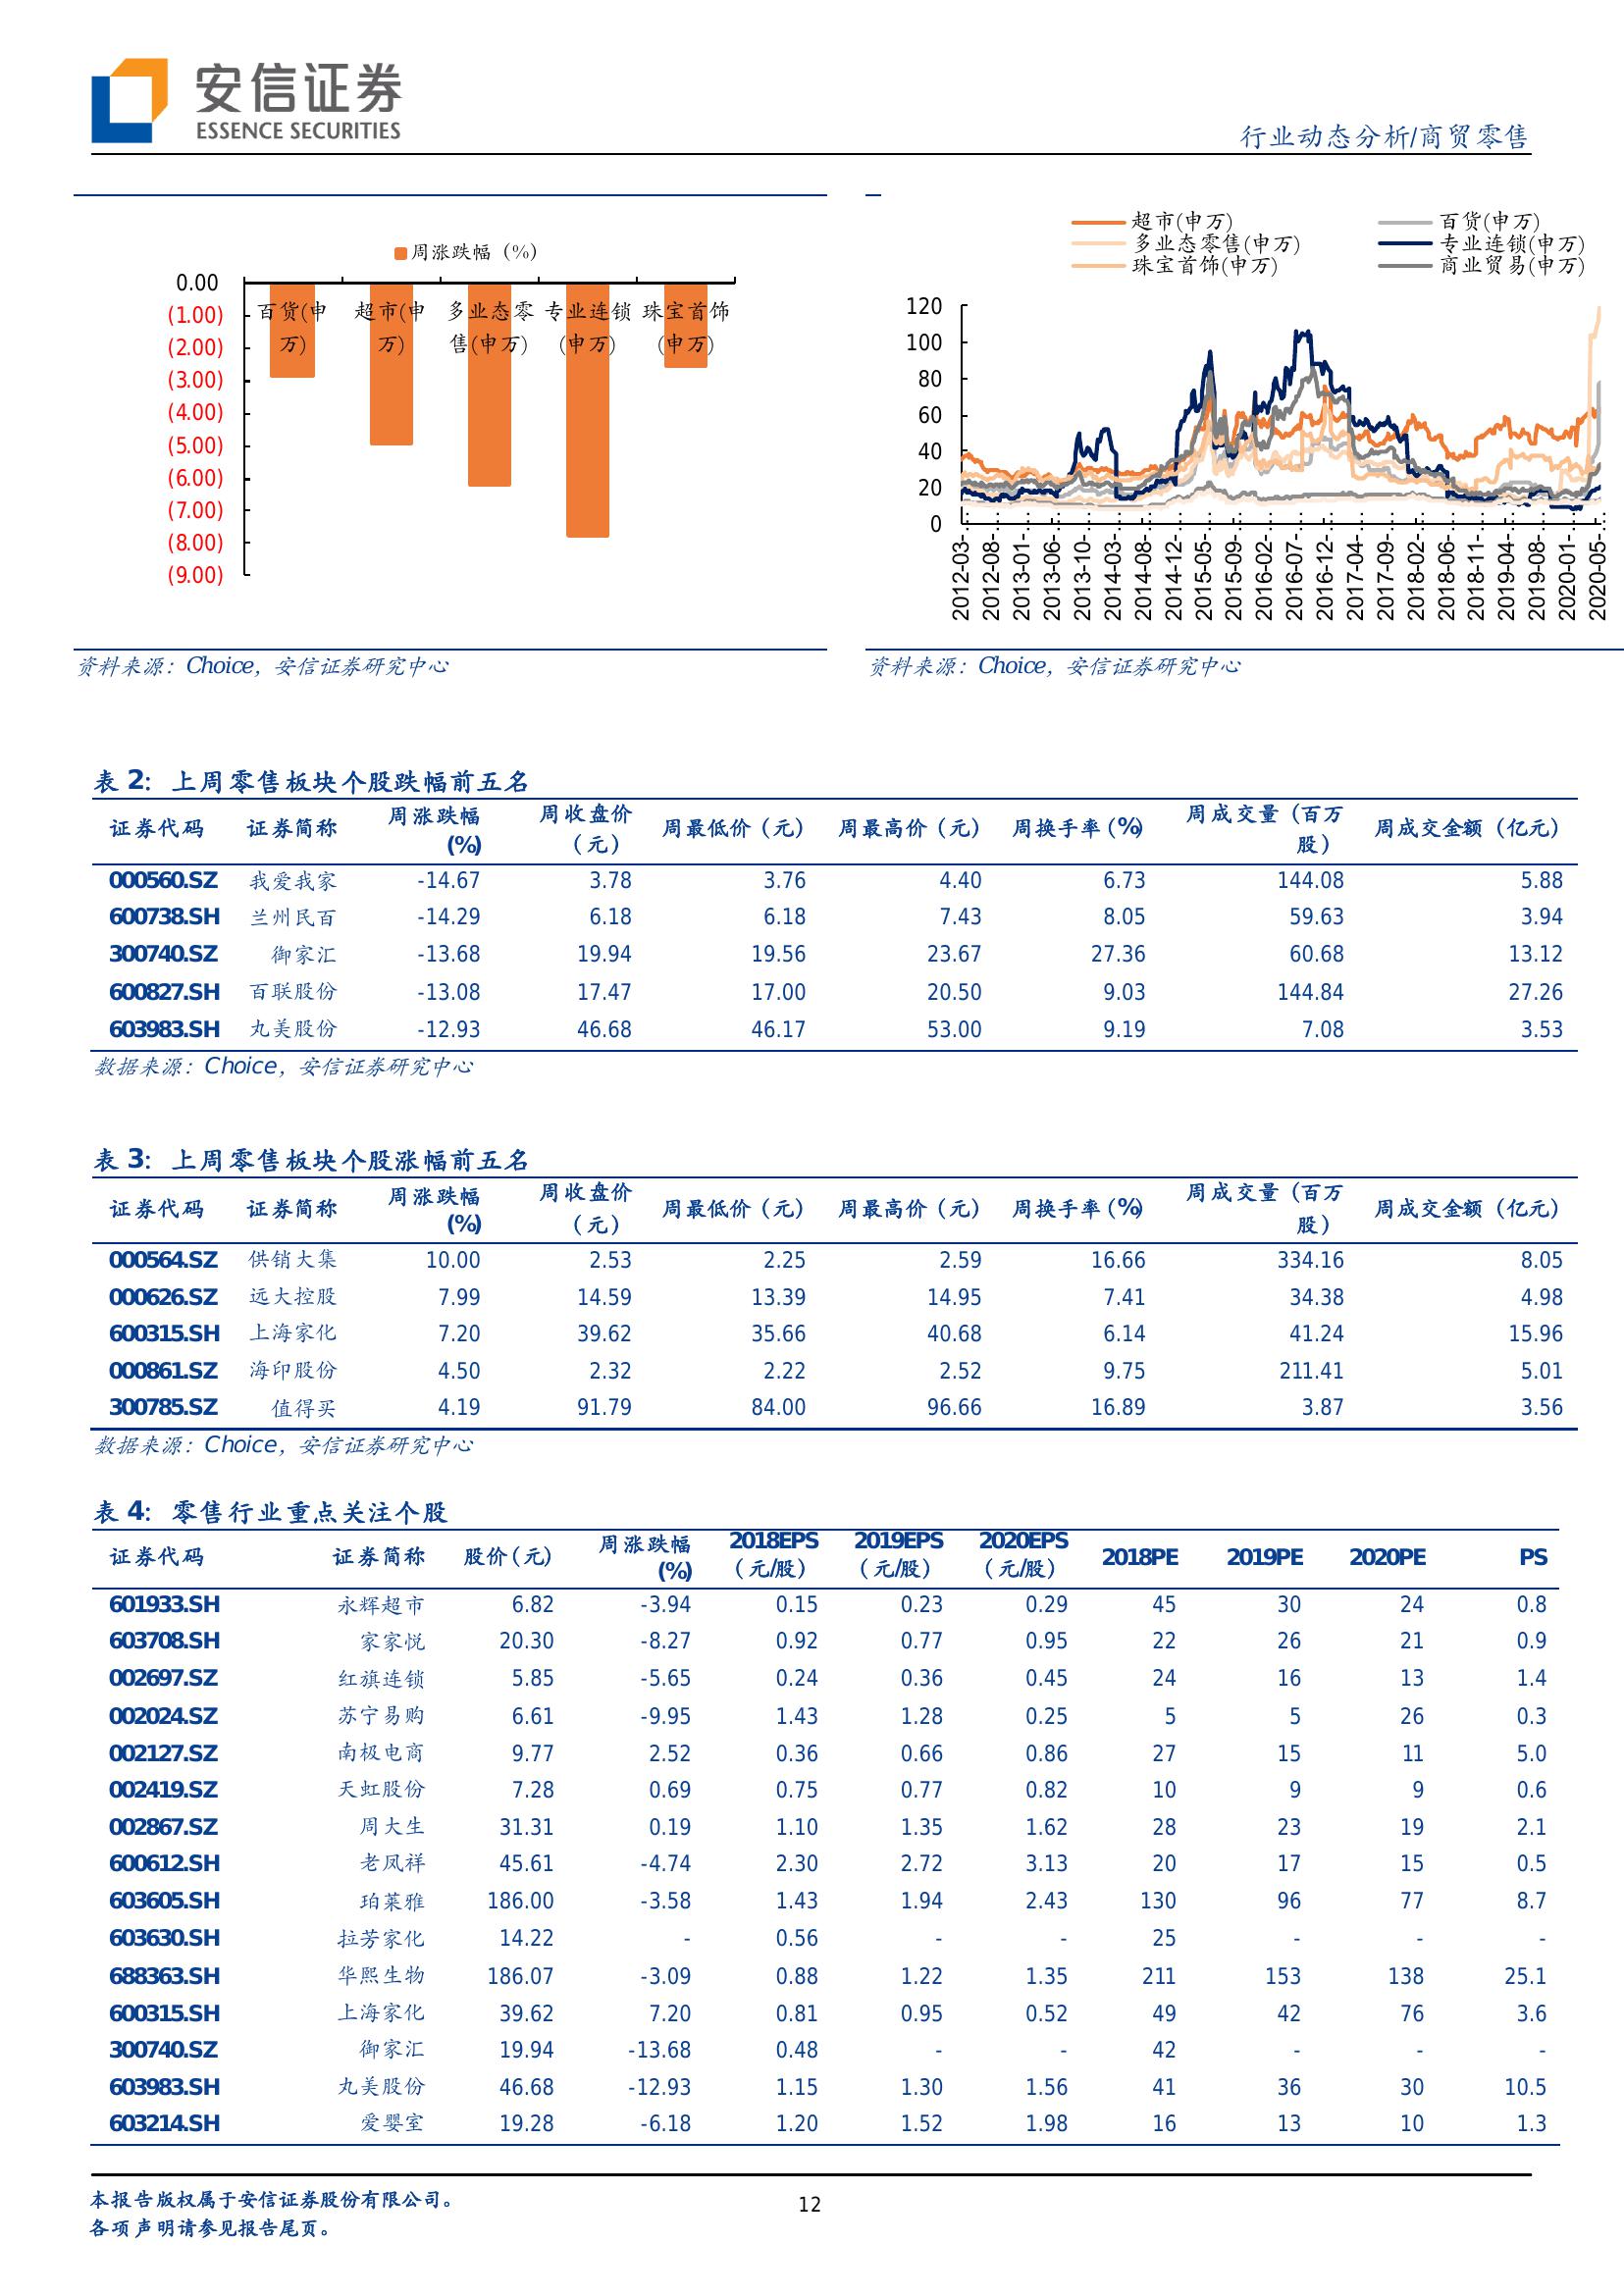 安信证券
ESSENCE SECURITIES
行业动态分析/商贸零售
周涨跌幅（%）
0.00
(1.00)
(2.00)
(3.00)
(4.00)
(5.00)
(6.00)
(7.00)
(8.00)
(9.00)
百货(申万) 超市(申万) 多业态零售(申万) 专业连锁(申万) 珠宝首饰(申万)
超市(申万) 百货(申万)
多业态零售(申万) 专业连锁(申万)
珠宝首饰(申万) 商业贸易(申万)
120
100
80
60
40
20
0
2012-03-… 2012-08-… 2013-01-… 2013-06-… 2013-10-… 2014-03-… 2014-08-… 2014-12-… 2015-05-… 2015-09-… 2016-02-… 2016-07-… 2016-12-… 2017-04-… 2017-09-… 2018-02-… 2018-06-… 2018-11-… 2019-04-… 2019-08-… 2020-01-… 2020-05-…
资料来源：Choice，安信证券研究中心
资料来源：Choice，安信证券研究中心
表 2：上周零售板块个股跌幅前五名
证券代码 证券简称 周涨跌幅(%) 周收盘价（元） 周最低价（元） 周最高价（元） 周换手率(%) 周成交量（百万股） 周成交金额（亿元）
000560.SZ 我爱我家 -14.67 3.78 3.76 4.40 6.73 144.08 5.88
600738.SH 兰州民百 -14.29 6.18 6.18 7.43 8.05 59.63 3.94
300740.SZ 御家汇 -13.68 19.94 19.56 23.67 27.36 60.68 13.12
600827.SH 百联股份 -13.08 17.47 17.00 20.50 9.03 144.84 27.26
603983.SH 丸美股份 -12.93 46.68 46.17 53.00 9.19 7.08 3.53
数据来源：Choice，安信证券研究中心
表 3：上周零售板块个股涨幅前五名
证券代码 证券简称 周涨跌幅(%) 周收盘价（元） 周最低价（元） 周最高价（元） 周换手率(%) 周成交量（百万股） 周成交金额（亿元）
000564.SZ 供销大集 10.00 2.53 2.25 2.59 16.66 334.16 8.05
000626.SZ 远大控股 7.99 14.59 13.39 14.95 7.41 34.38 4.98
600315.SH 上海家化 7.20 39.62 35.66 40.68 6.14 41.24 15.96
000861.SZ 海印股份 4.50 2.32 2.22 2.52 9.75 211.41 5.01
300785.SZ 值得买 4.19 91.79 84.00 96.66 16.89 3.87 3.56
数据来源：Choice，安信证券研究中心
表 4：零售行业重点关注个股
证券代码 证券简称 股价(元) 周涨跌幅(%) 2018EPS（元/股） 2019EPS（元/股） 2020EPS（元/股） 2018PE 2019PE 2020PE PS
601933.SH 永辉超市 6.82 -3.94 0.15 0.23 0.29 45 30 24 0.8
603708.SH 家家悦 20.30 -8.27 0.92 0.77 0.95 22 26 21 0.9
002697.SZ 红旗连锁 5.85 -5.65 0.24 0.36 0.45 24 16 13 1.4
002024.SZ 苏宁易购 6.61 -9.95 1.43 1.28 0.25 5 5 26 0.3
002127.SZ 南极电商 9.77 2.52 0.36 0.66 0.86 27 15 11 5.0
002419.SZ 天虹股份 7.28 0.69 0.75 0.77 0.82 10 9 9 0.6
002867.SZ 周大生 31.31 0.19 1.10 1.35 1.62 28 23 19 2.1
600612.SH 老凤祥 45.61 -4.74 2.30 2.72 3.13 20 17 15 0.5
603605.SH 珀莱雅 186.00 -3.58 1.43 1.94 2.43 130 96 77 8.7
603630.SH 拉芳家化 14.22 - 0.56 - - 25 - - -
688363.SH 华熙生物 186.07 -3.09 0.88 1.22 1.35 211 153 138 25.1
600315.SH 上海家化 39.62 7.20 0.81 0.95 0.52 49 42 76 3.6
300740.SZ 御家汇 19.94 -13.68 0.48 - - 42 - - -
603983.SH 丸美股份 46.68 -12.93 1.15 1.30 1.56 41 36 30 10.5
603214.SH 爱婴室 19.28 -6.18 1.20 1.52 1.98 16 13 10 1.3
本报告版权属于安信证券股份有限公司。
各项声明请参见报告尾页。
12